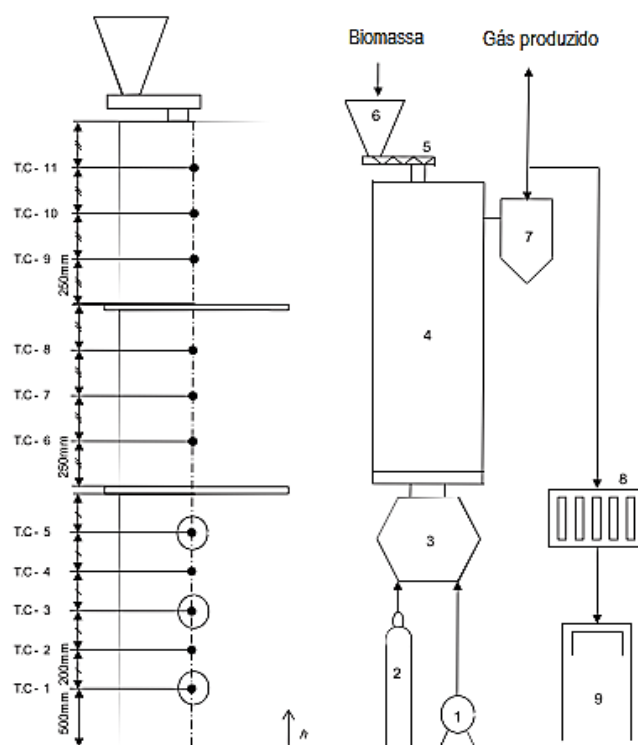 Biomassa
Gás produzido
6
5
T.C - 11
T.C - 10
T.C - 9
250mm
7
4
T.C - 8
T.C - 7
T.C - 6
250mm
8
T.C - 5
3
T.C - 4
T.C - 3
T.C - 2
200mm
2
9
T.C - 1
1
500mm
h